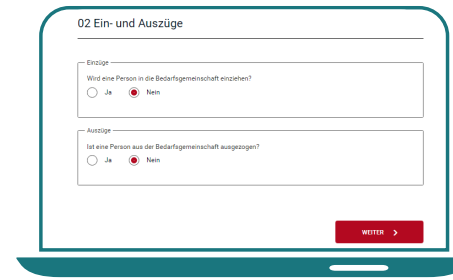 02 Ein- und Auszüge
Einzüge
Wird eine Person in die Bedarfsgemeinschaft einziehen?
Ja Nein
Auszüge
Ist eine Person aus der Bedarfsgemeinschaft ausgezogen?
Ja Nein
WEITER